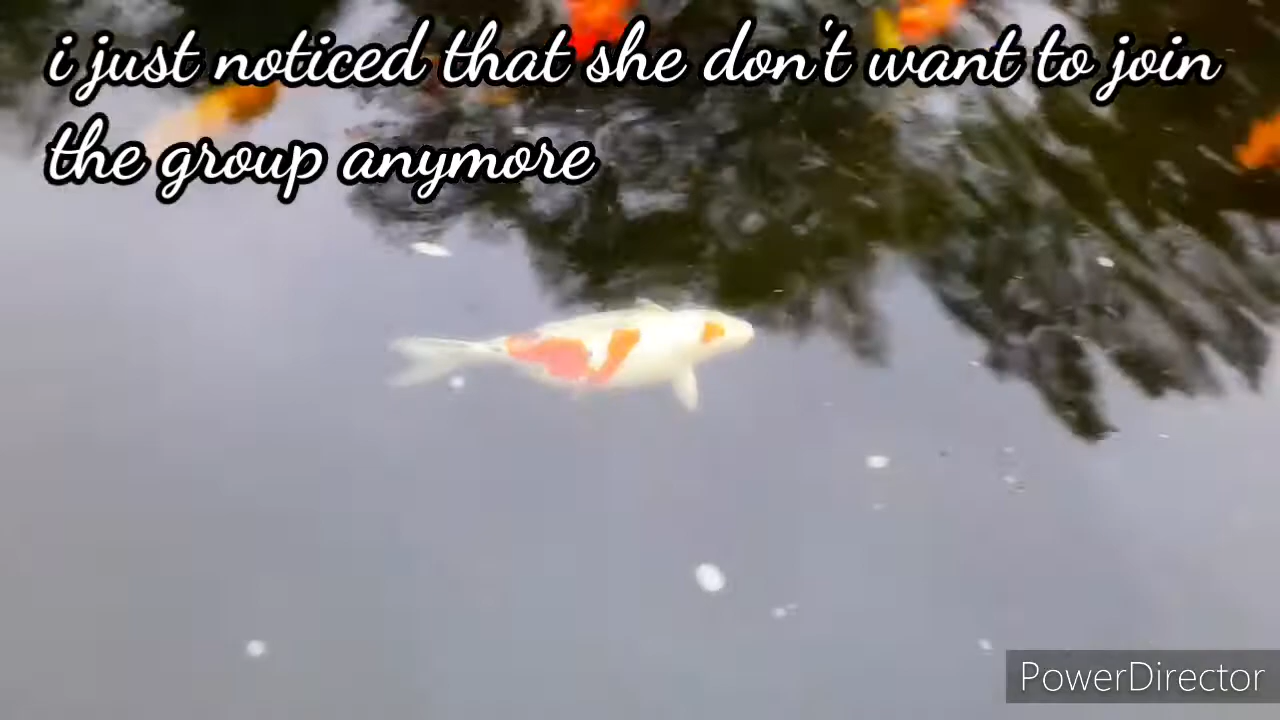 i just noticed that she don't want to join
the group anymore
PowerDirector